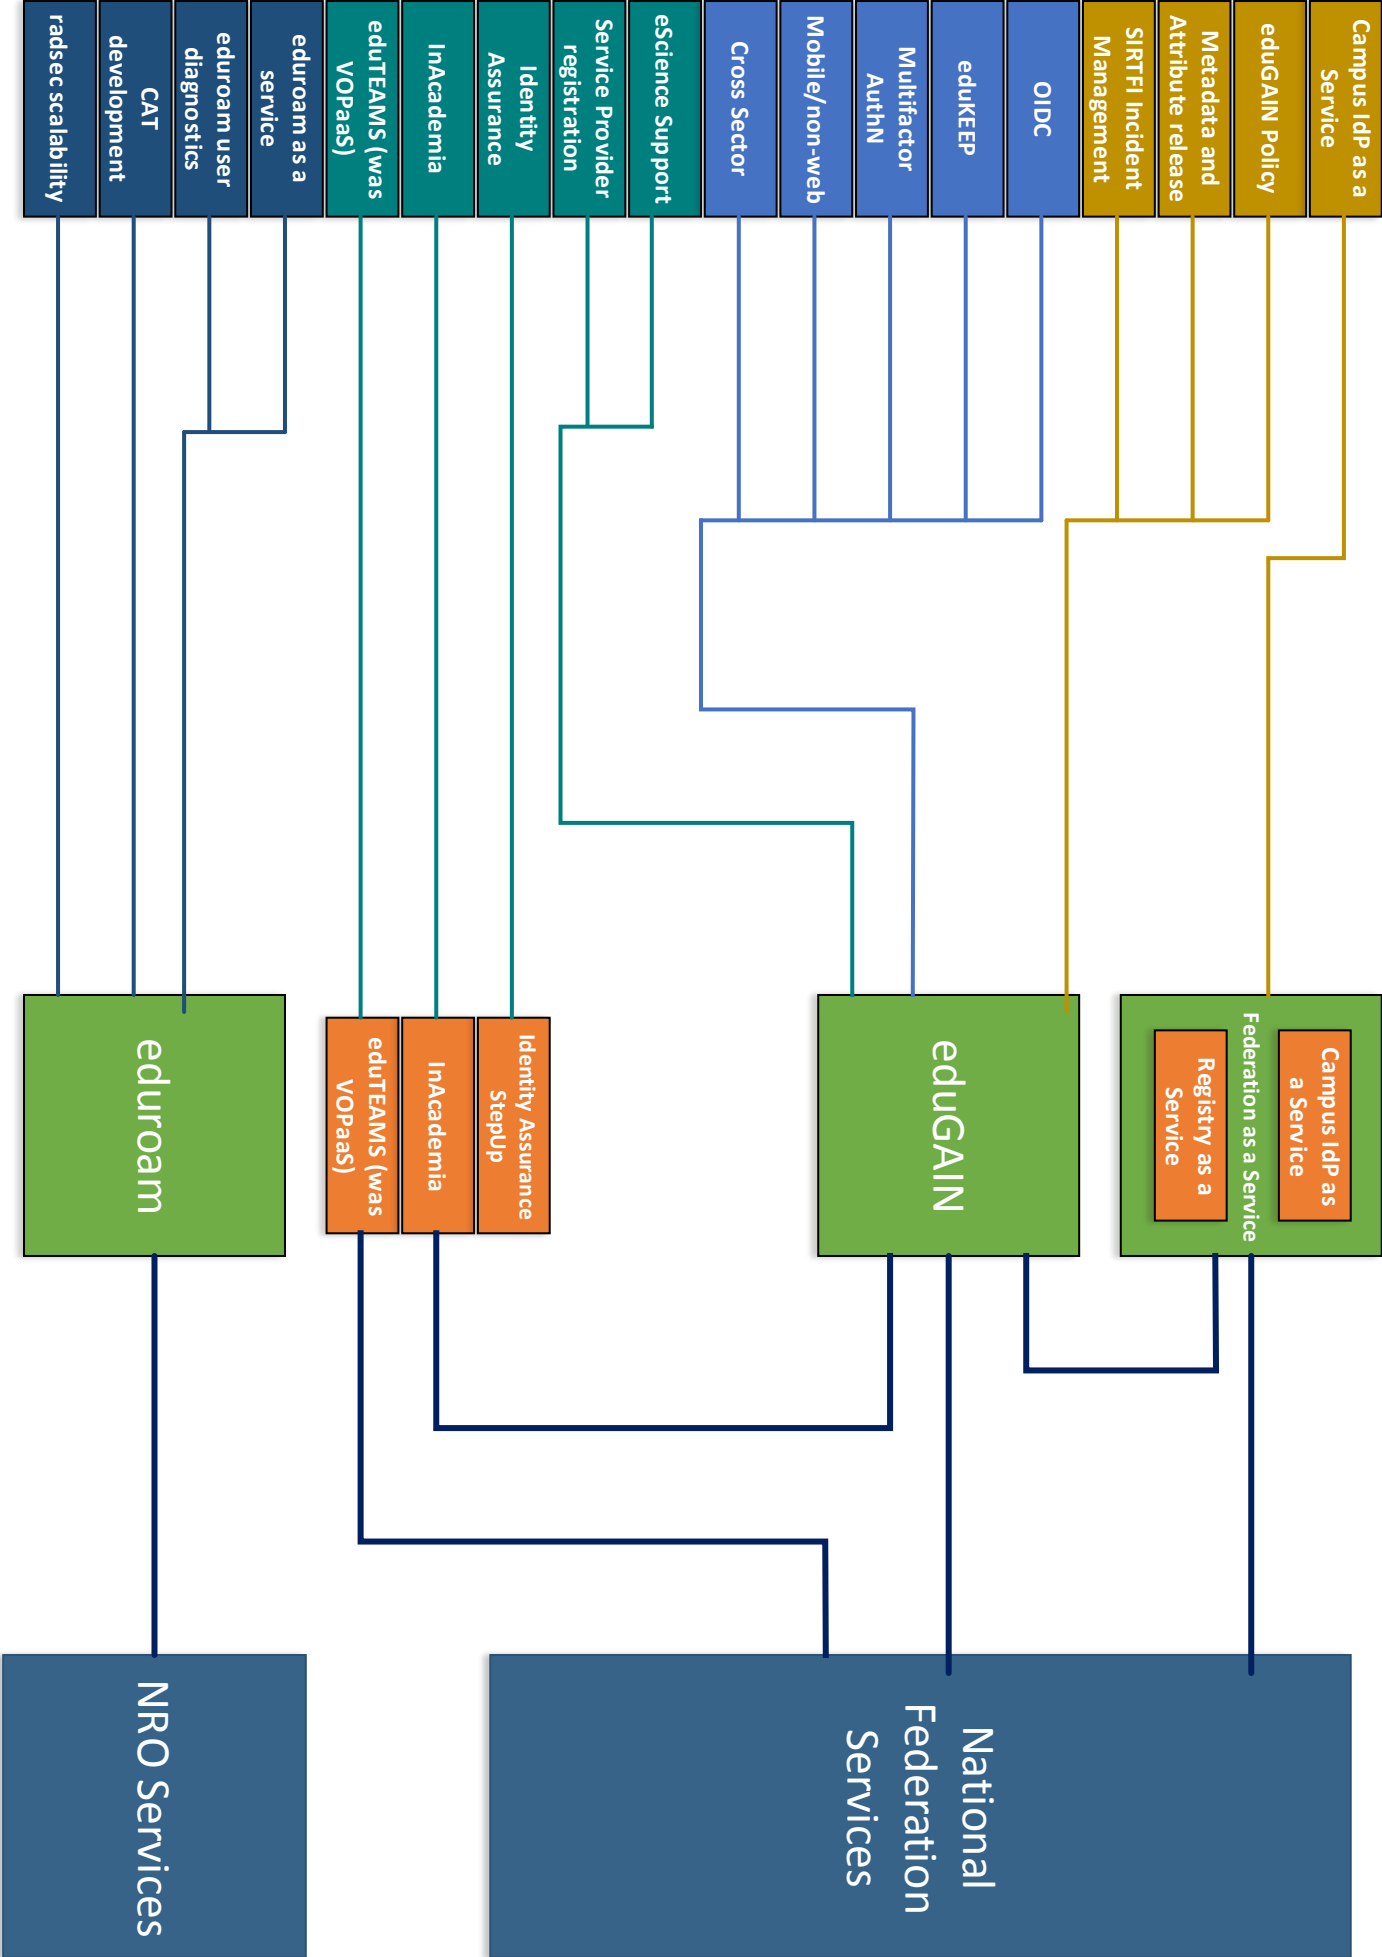 Campus IdP as a
Service
eduGAIN Policy
Metadata and
Attribute release
SIRTFI Incident
Management
OIDC
eduKEEP
Multifactor
AuthN
Mobile/non-web
Cross Sector
eScience Support
Service Provider
registration
Identity
Assurance
InAcademia
eduTEAMS (was
VOPaaS)
eduroam as a
service
eduroam user
diagnostics
CAT
development
radsec scalability
Campus IdP as
a Service
Federation as a Service
Registry as a
Service
eduGAIN
Identity Assurance
StepUp
InAcademia
eduTEAMS (was
VOPaaS)
eduroam
National
Federation
Services
NRO Services